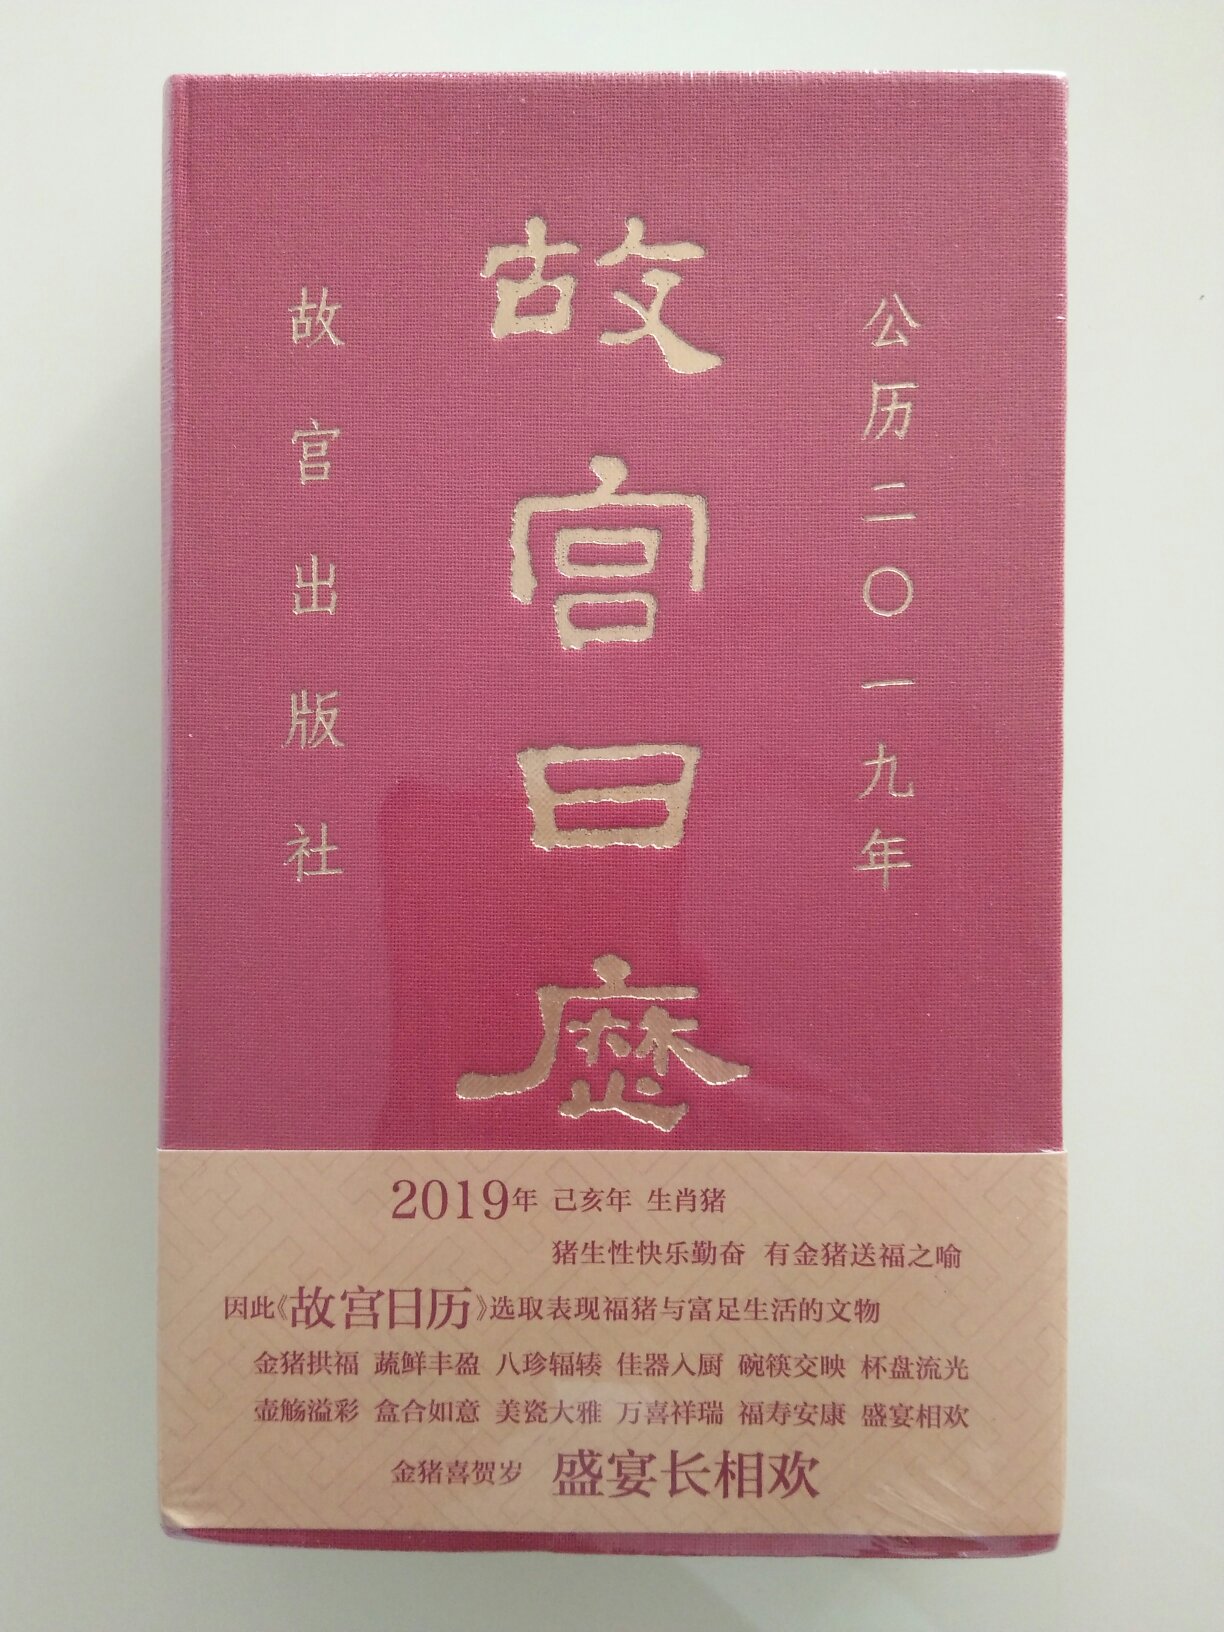 公历二〇一九年
故宫日歷
故宫出版社
2019年 己亥年 生肖猪
猪生性快乐勤奋 有金猪送福之喻
因此《故宫日历》选取表现福猪与富足生活的文物
金猪拱福 蔬鲜丰盈 八珍辐辏 佳器入厨 碗筷交映 杯盘流光
壶觞溢彩 盒合如意 美瓷大雅 万喜祥瑞 福寿安康 盛宴相欢
金猪喜贺岁 盛宴长相欢